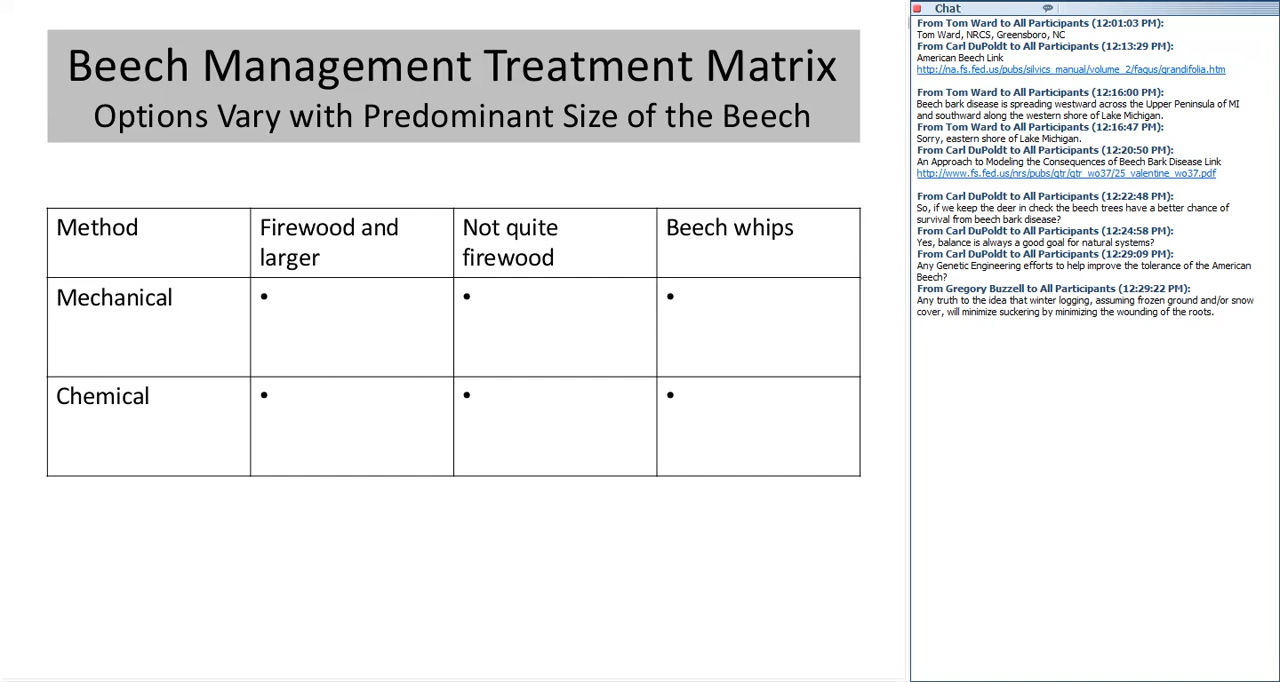 Beech Management Treatment Matrix
Options Vary with Predominant Size of the Beech
Method
Firewood and
larger
Not quite
firewood
Beech whips
Mechanical
•
•
•
Chemical
•
•
•
Chat
From Tom Ward to All Participants (12:01:03 PM):
Tom Ward, NRCS, Greensboro, NC
From Carl DuPoldt to All Participants (12:13:29 PM):
American Beech Link
http://na.fs.fed.us/pubs/silvics_manual/volume_2/fagus/grandifolia.htm
From Tom Ward to All Participants (12:16:00 PM):
Beech bark disease is spreading westward across the Upper Peninsula of MI
and southward along the western shore of Lake Michigan.
From Tom Ward to All Participants (12:16:47 PM):
Sorry, eastern shore of Lake Michigan.
From Carl DuPoldt to All Participants (12:20:50 PM):
An Approach to Modeling the Consequences of Beech Bark Disease Link
http://www.fs.fed.us/nrs/pubs/gtr/gtr_wo37/25_valentine_wo37.pdf
From Carl DuPoldt to All Participants (12:22:48 PM):
So, if we keep the deer in check the beech trees have a better chance of
survival from beech bark disease?
From Carl DuPoldt to All Participants (12:24:58 PM):
Yes, balance is always a good goal for natural systems?
From Carl DuPoldt to All Participants (12:29:09 PM):
Any Genetic Engineering efforts to help improve the tolerance of the American
Beech?
From Gregory Buzzell to All Participants (12:29:22 PM):
Any truth to the idea that winter logging, assuming frozen ground and/or snow
cover, will minimize suckering by minimizing the wounding of the roots.